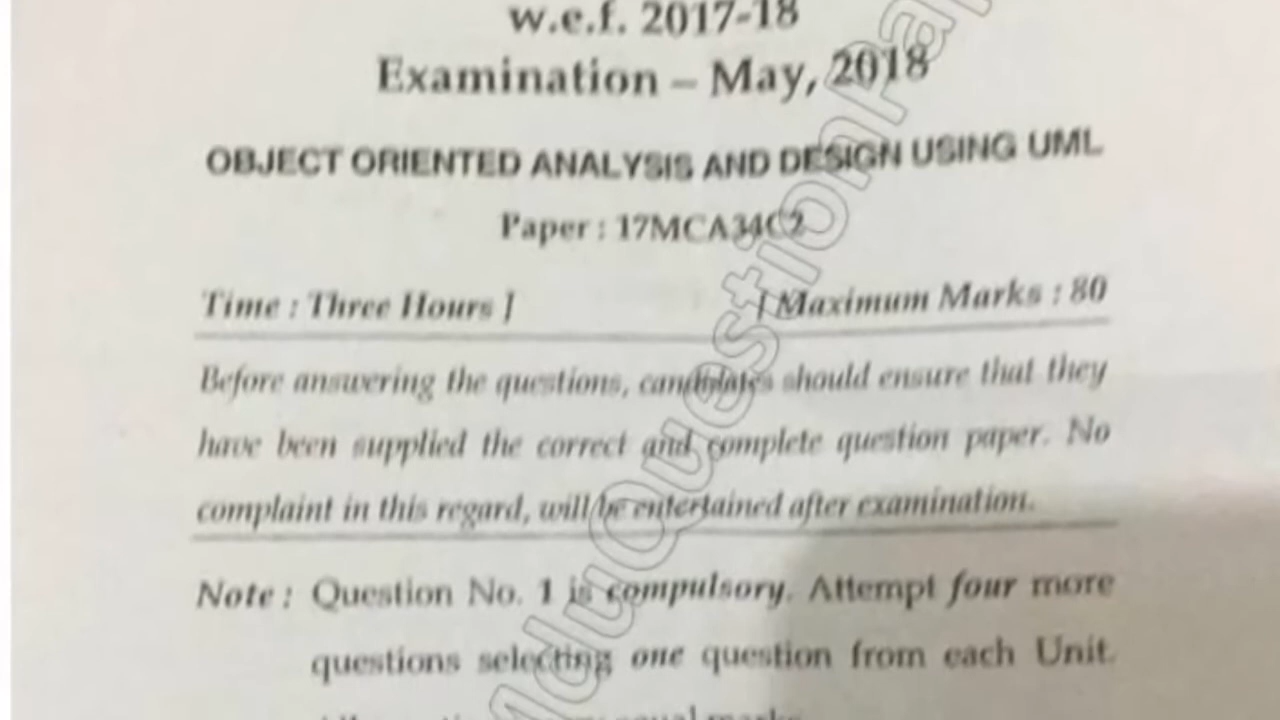 w.e.f. 2017-18
Examination – May, 2018
OBJECT ORIENTED ANALYSIS AND DESIGN USING UML
Paper : 17MCA34C2
Time : Three Hours ] [ Maximum Marks : 80
Before answering the questions, candidates should ensure that they
have been supplied the correct and complete question paper. No
complaint in this regard, will be entertained after examination.
Note : Question No. 1 is compulsory. Attempt four more
questions selecting one question from each Unit.
equal marks
MduQuestionPa